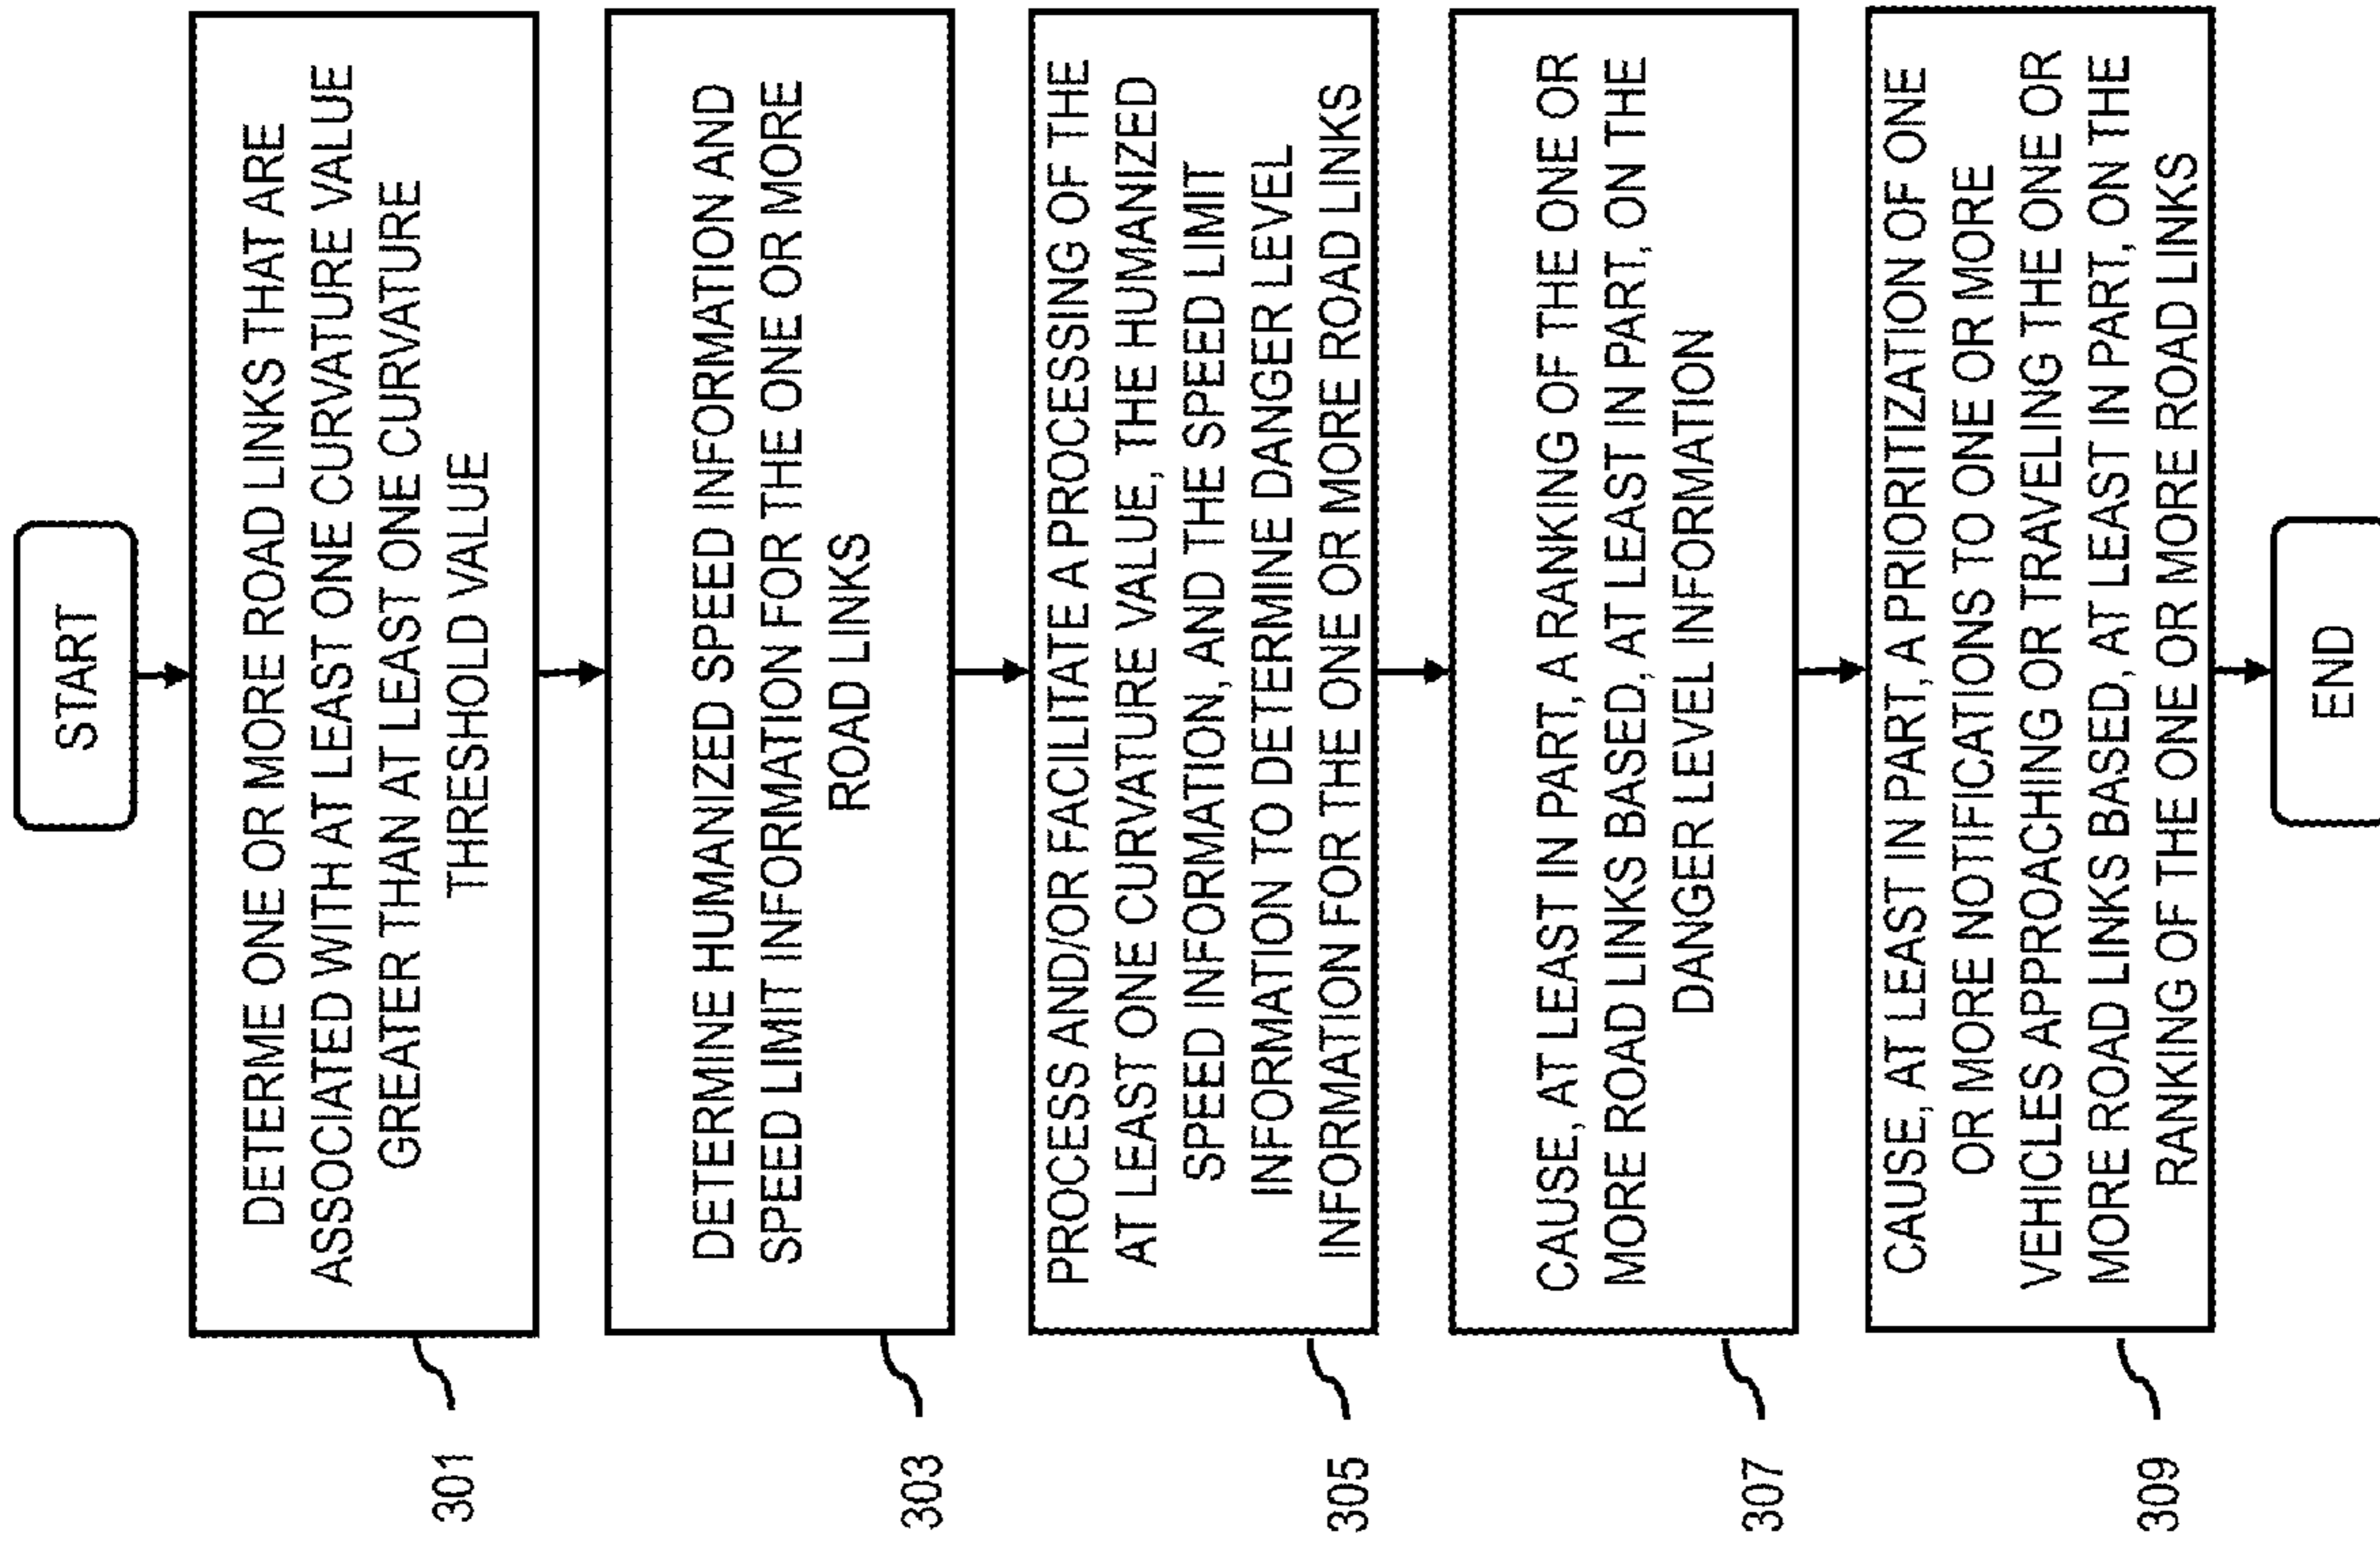 START
DETERME ONE OR MORE ROAD LINKS THAT ARE
ASSOCIATED WITH AT LEAST ONE CURVATURE VALUE
GREATER THAN AT LEAST ONE CURVATURE
THRESHOLD VALUE
301
DETERMINE HUMANIZED SPEED INFORMATION AND
SPEED LIMIT INFORMATION FOR THE ONE OR MORE
ROAD LINKS
303
PROCESS AND/OR FACILITATE A PROCESSING OF THE
AT LEAST ONE CURVATURE VALUE, THE HUMANIZED
SPEED INFORMATION, AND THE SPEED LIMIT
INFORMATION TO DETERMINE DANGER LEVEL
INFORMATION FOR THE ONE OR MORE ROAD LINKS
305
CAUSE, AT LEAST IN PART, A RANKING OF THE ONE OR
MORE ROAD LINKS BASED, AT LEAST IN PART, ON THE
DANGER LEVEL INFORMATION
307
CAUSE, AT LEAST IN PART, A PRIORITIZATION OF ONE
OR MORE NOTIFICATIONS TO ONE OR MORE
VEHICLES APPROACHING OR TRAVELING THE ONE OR
MORE ROAD LINKS BASED, AT LEAST IN PART, ON THE
RANKING OF THE ONE OR MORE ROAD LINKS
309
END